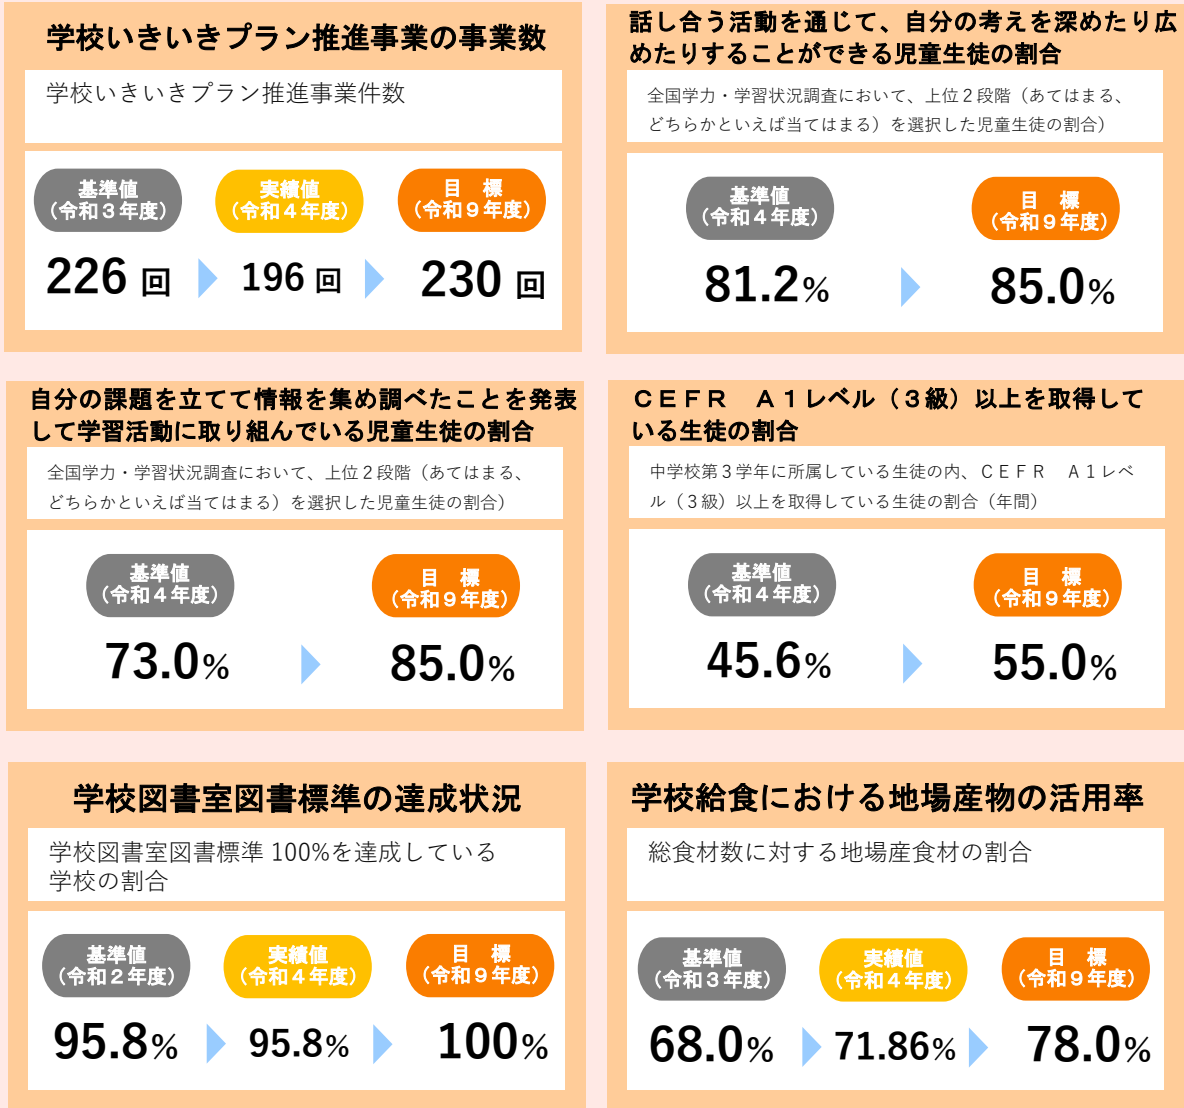 学校いきいきプラン推進事業の事業数
学校いきいきプラン推進事業件数
基準値
（令和３年度）
実績値
（令和４年度）
目　標
（令和９年度）
226 回
196 回
230 回
話し合う活動を通じて、自分の考えを深めたり広
めたりすることができる児童生徒の割合
全国学力・学習状況調査において、上位２段階（あてはまる、
どちらかといえば当てはまる）を選択した児童生徒の割合）
基準値
（令和４年度）
目　標
（令和９年度）
81.2%
85.0%
自分の課題を立てて情報を集め調べたことを発表
して学習活動に取り組んでいる児童生徒の割合
全国学力・学習状況調査において、上位２段階（あてはまる、
どちらかといえば当てはまる）を選択した児童生徒の割合）
基準値
（令和４年度）
目　標
（令和９年度）
73.0%
85.0%
ＣＥＦＲ　Ａ１レベル（３級）以上を取得して
いる生徒の割合
中学校第３学年に所属している生徒の内、ＣＥＦＲ　Ａ１レベ
ル（３級）以上を取得している生徒の割合（年間）
基準値
（令和４年度）
目　標
（令和９年度）
45.6%
55.0%
学校図書室図書標準の達成状況
学校図書室図書標準 100%を達成している
学校の割合
基準値
（令和２年度）
実績値
（令和４年度）
目　標
（令和９年度）
95.8%
95.8%
100%
学校給食における地場産物の活用率
総食材数に対する地場産食材の割合
基準値
（令和３年度）
実績値
（令和４年度）
目　標
（令和９年度）
68.0%
71.86%
78.0%